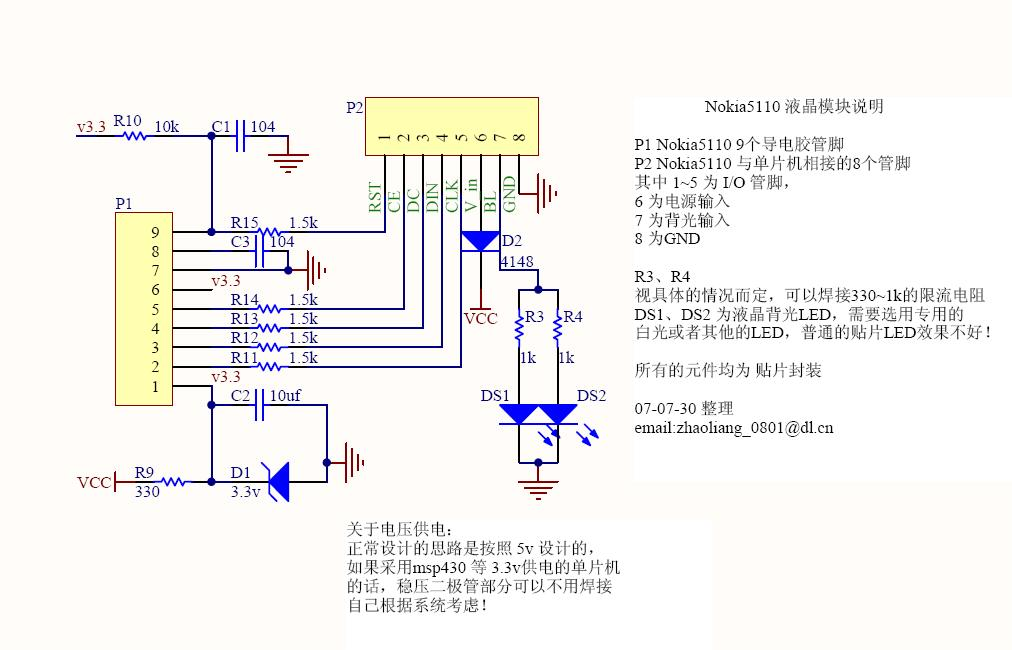 v3.3 R10 10k C1 104
P1
9
8
7
6
5
4
3
2
1
R15 1.5k
C3 104
v3.3
R14 1.5k
R13 1.5k
R12 1.5k
R11 1.5k
v3.3
C2 10uf
VCC R9 330
D1 3.3v
P2
1 2 3 4 5 6 7 8
RST CE DC DIN CLK V_in BL GND
D2
4148
VCC
R3 R4
1k 1k
DS1 DS2
Nokia5110 液晶模块说明
P1 Nokia5110 9个导电胶管脚
P2 Nokia5110 与单片机相接的8个管脚
其中 1~5 为 I/O 管脚，
6 为电源输入
7 为背光输入
8 为GND
R3、R4
视具体的情况而定，可以焊接330~1k的限流电阻
DS1、DS2 为液晶背光LED，需要选用专用的
白光或者其他的LED，普通的贴片LED效果不好！
所有的元件均为 贴片封装
07-07-30 整理
email:zhaoliang_0801@dl.cn
关于电压供电：
正常设计的思路是按照 5v 设计的，
如果采用msp430 等 3.3v供电的单片机
的话，稳压二极管部分可以不用焊接
自己根据系统考虑！